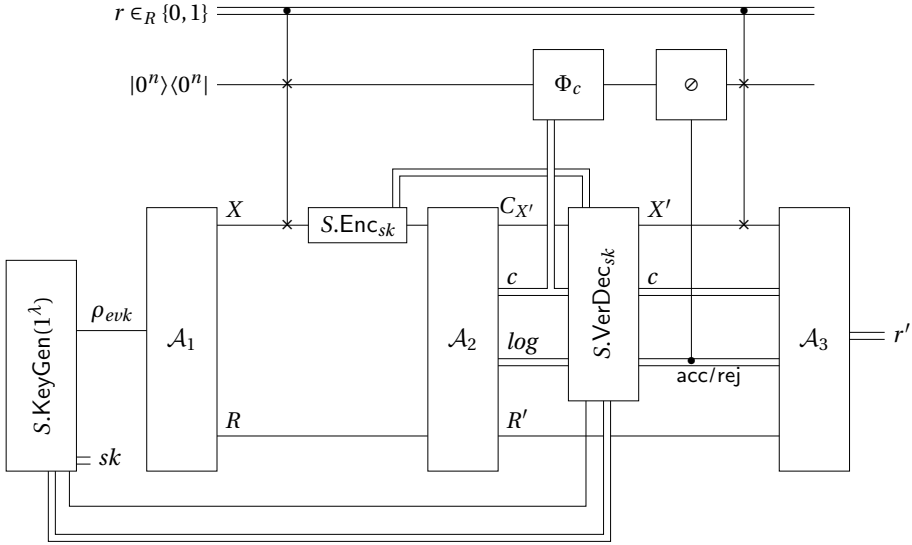 r ∈_R {0,1}
|0^n⟩⟨0^n| Φ_c ⊘
X S.Enc_sk C_X' X'
S.KeyGen(1^λ) ρ_evk A_1 A_2 c S.VerDec_sk c A_3 r'
log acc/rej
R R'
sk